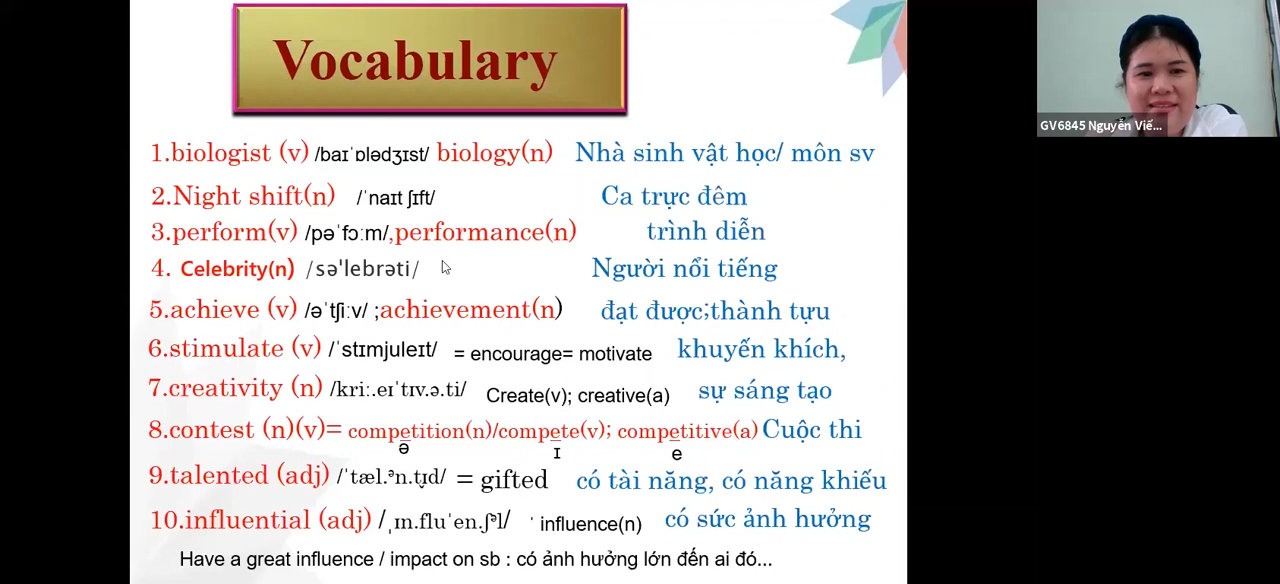 Vocabulary
GV6845 Nguyễn Viế...
1.biologist (v) /baɪˈɒlədʒɪst/ biology(n) Nhà sinh vật học/ môn sv
2.Night shift(n) /ˈnaɪt ʃɪft/ Ca trực đêm
3.perform(v) /pəˈfɔːm/,performance(n) trình diễn
4. Celebrity(n) /sə'lebrəti/ Người nổi tiếng
5.achieve (v) /əˈtʃiːv/ ;achievement(n) đạt được;thành tựu
6.stimulate (v) /ˈstɪmjuleɪt/ = encourage= motivate khuyến khích,
7.creativity (n) /kriː.eɪˈtɪv.ə.ti/ Create(v); creative(a) sự sáng tạo
8.contest (n)(v)= competition(n)/compete(v); competitive(a) Cuộc thi
ə ɪ e
9.talented (adj) /ˈtæl.ᵊn.t̬ɪd/ = gifted có tài năng, có năng khiếu
10.influential (adj) /ˌɪn.fluˈen.ʃᵊl/ ' influence(n) có sức ảnh hưởng
Have a great influence / impact on sb : có ảnh hưởng lớn đến ai đó...